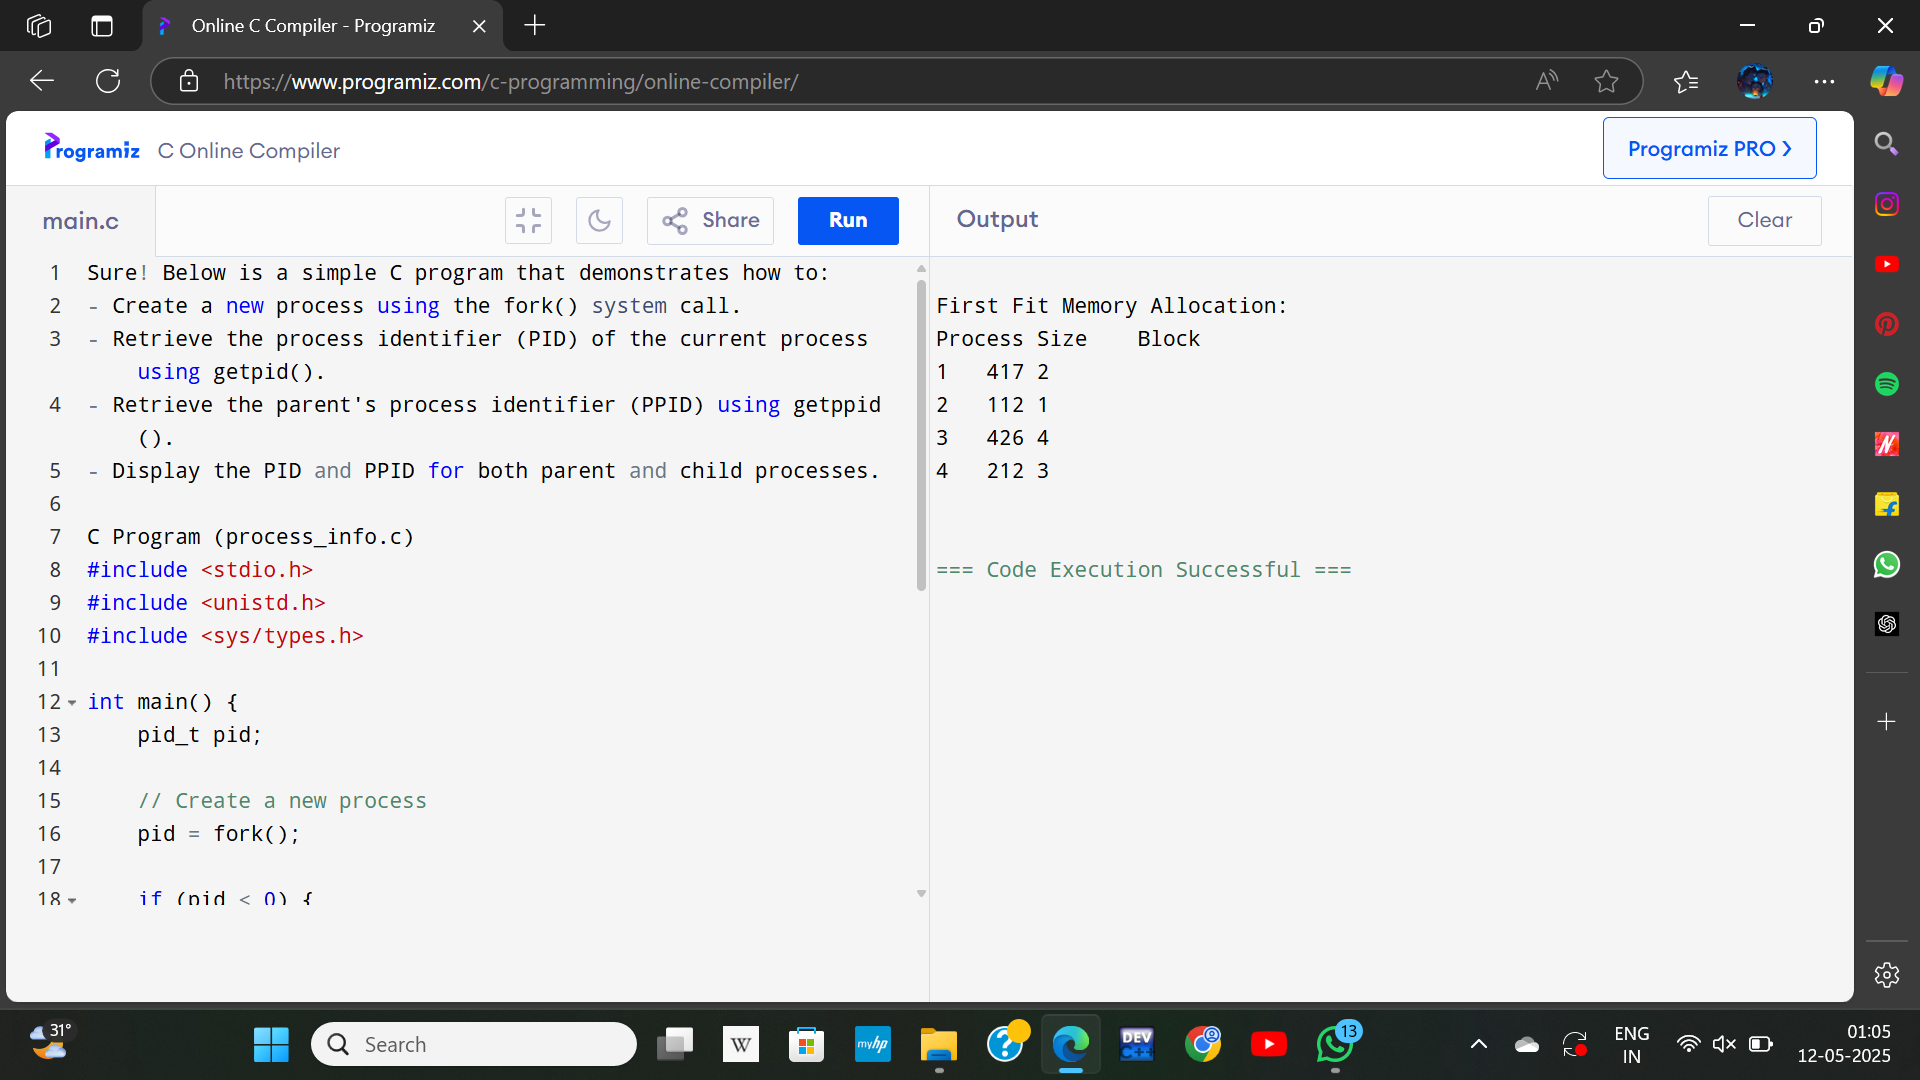 Online C Compiler - Programiz
https://www.programiz.com/c-programming/online-compiler/
Programiz C Online Compiler
Programiz PRO ❯
main.c
Share
Run
Output
Clear
1 Sure! Below is a simple C program that demonstrates how to:
2 - Create a new process using the fork() system call.
3 - Retrieve the process identifier (PID) of the current process
using getpid().
4 - Retrieve the parent's process identifier (PPID) using getppid
().
5 - Display the PID and PPID for both parent and child processes.
6
7 C Program (process_info.c)
8 #include <stdio.h>
9 #include <unistd.h>
10 #include <sys/types.h>
11
12 int main() {
13 pid_t pid;
14
15 // Create a new process
16 pid = fork();
17
18 if (pid < 0) {
First Fit Memory Allocation:
Process Size Block
1 417 2
2 112 1
3 426 4
4 212 3
=== Code Execution Successful ===
31°
Search
W
myhp
DEV
C++
13
ENG
IN
01:05
12-05-2025